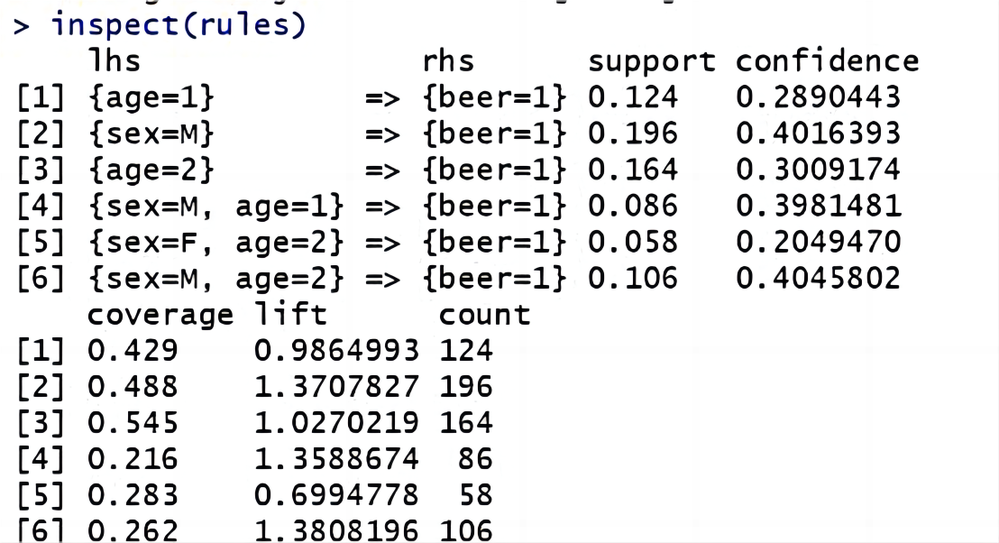 > inspect(rules)
lhs rhs support confidence
[1] {age=1} => {beer=1} 0.124 0.2890443
[2] {sex=M} => {beer=1} 0.196 0.4016393
[3] {age=2} => {beer=1} 0.164 0.3009174
[4] {sex=M, age=1} => {beer=1} 0.086 0.3981481
[5] {sex=F, age=2} => {beer=1} 0.058 0.2049470
[6] {sex=M, age=2} => {beer=1} 0.106 0.4045802
coverage lift count
[1] 0.429 0.9864993 124
[2] 0.488 1.3707827 196
[3] 0.545 1.0270219 164
[4] 0.216 1.3588674 86
[5] 0.283 0.6994778 58
[6] 0.262 1.3808196 106